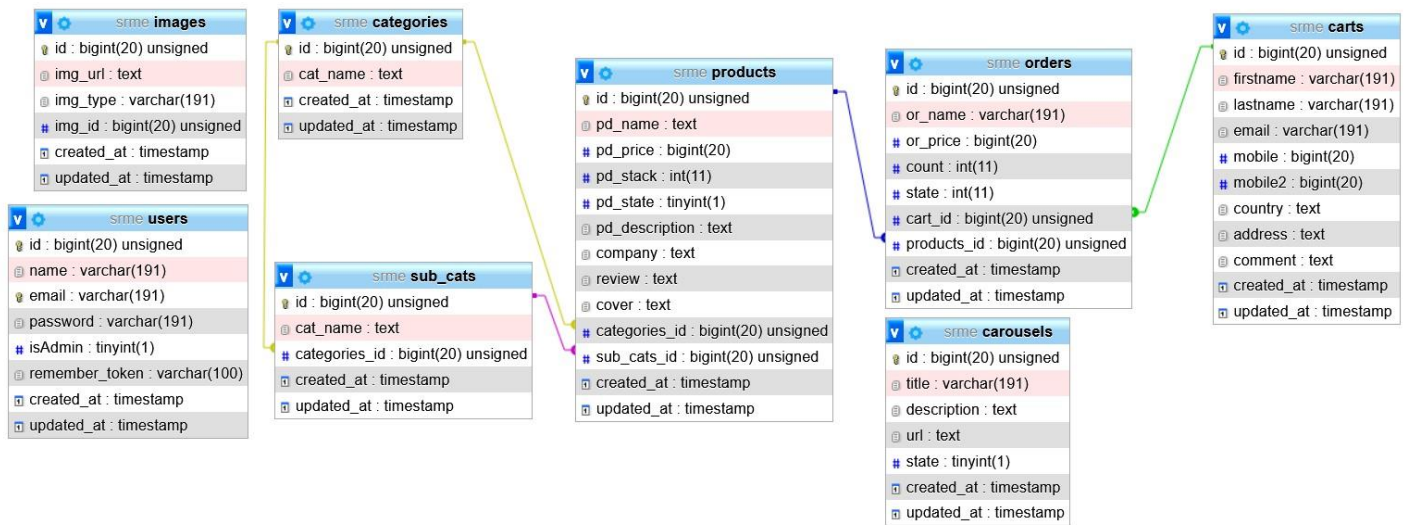 srme images
id : bigint(20) unsigned
img_url : text
img_type : varchar(191)
img_id : bigint(20) unsigned
created_at : timestamp
updated_at : timestamp
srme users
id : bigint(20) unsigned
name : varchar(191)
email : varchar(191)
password : varchar(191)
isAdmin : tinyint(1)
remember_token : varchar(100)
created_at : timestamp
updated_at : timestamp
srme categories
id : bigint(20) unsigned
cat_name : text
created_at : timestamp
updated_at : timestamp
srme sub_cats
id : bigint(20) unsigned
cat_name : text
categories_id : bigint(20) unsigned
created_at : timestamp
updated_at : timestamp
srme products
id : bigint(20) unsigned
pd_name : text
pd_price : bigint(20)
pd_stack : int(11)
pd_state : tinyint(1)
pd_description : text
company : text
review : text
cover : text
categories_id : bigint(20) unsigned
sub_cats_id : bigint(20) unsigned
created_at : timestamp
updated_at : timestamp
srme orders
id : bigint(20) unsigned
or_name : varchar(191)
or_price : bigint(20)
count : int(11)
state : int(11)
cart_id : bigint(20) unsigned
products_id : bigint(20) unsigned
created_at : timestamp
updated_at : timestamp
srme carousels
id : bigint(20) unsigned
title : varchar(191)
description : text
url : text
state : tinyint(1)
created_at : timestamp
updated_at : timestamp
srme carts
id : bigint(20) unsigned
firstname : varchar(191)
lastname : varchar(191)
email : varchar(191)
mobile : bigint(20)
mobile2 : bigint(20)
country : text
address : text
comment : text
created_at : timestamp
updated_at : timestamp